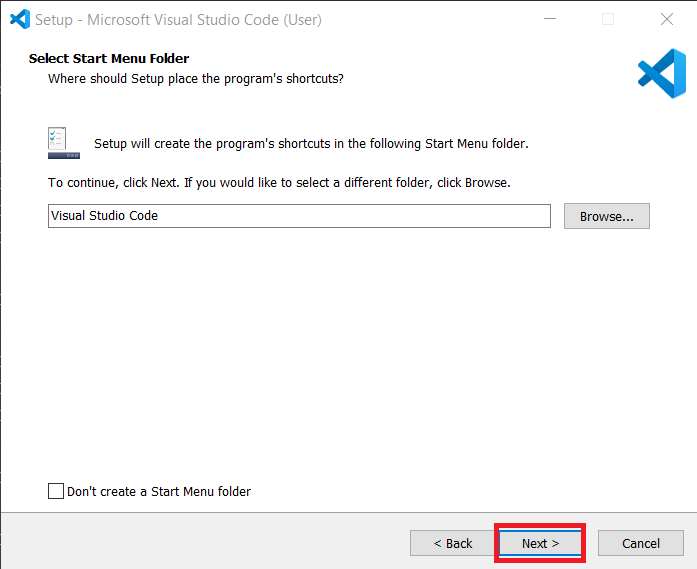 Setup - Microsoft Visual Studio Code (User)
Select Start Menu Folder
Where should Setup place the program's shortcuts?
Setup will create the program's shortcuts in the following Start Menu folder.
To continue, click Next. If you would like to select a different folder, click Browse.
Visual Studio Code
Browse...
Don't create a Start Menu folder
< Back
Next >
Cancel